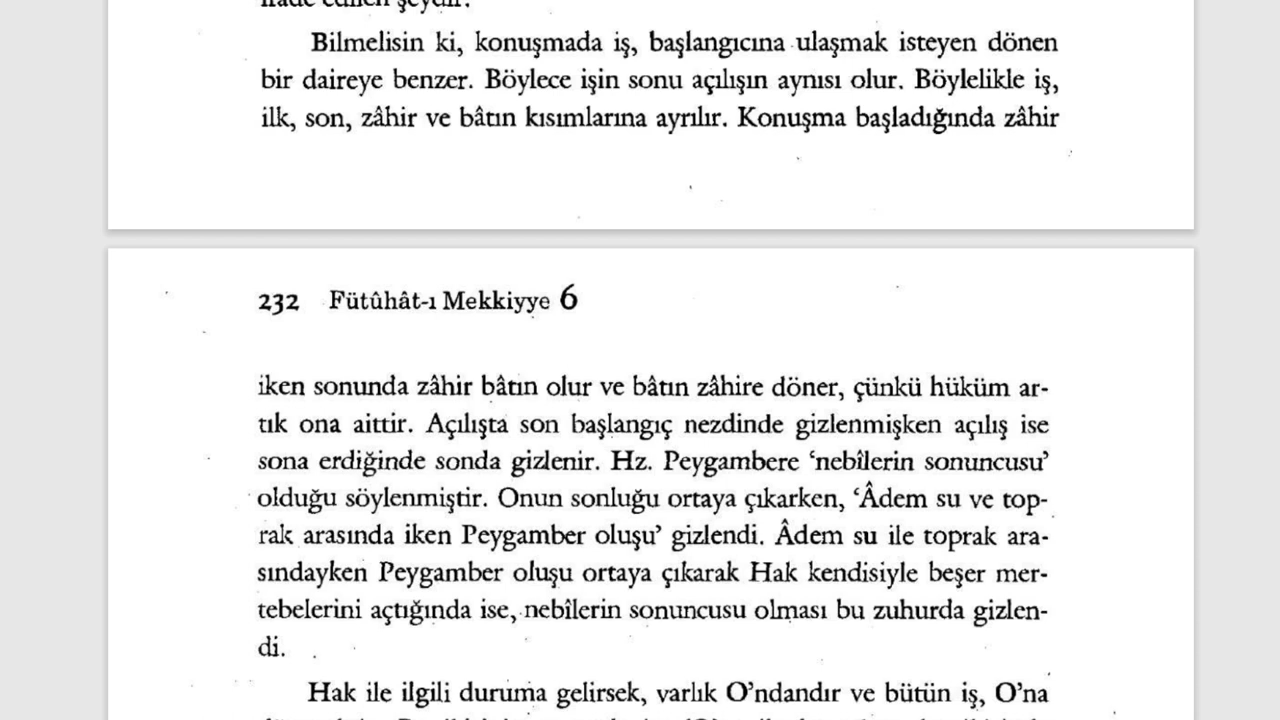 ifade edilen şeydir.
Bilmelisin ki, konuşmada iş, başlangıcına ulaşmak isteyen dönen
bir daireye benzer. Böylece işin sonu açılışın aynısı olur. Böylelikle iş,
ilk, son, zâhir ve bâtın kısımlarına ayrılır. Konuşma başladığında zâhir
232 Fütûhât-ı Mekkiyye 6
iken sonunda zâhir bâtın olur ve bâtın zâhire döner, çünkü hüküm ar-
tık ona aittir. Açılışta son başlangıç nezdinde gizlenmişken açılış ise
sona erdiğinde sonda gizlenir. Hz. Peygambere ‘nebîlerin sonuncusu’
olduğu söylenmiştir. Onun sonluğu ortaya çıkarken, ‘Âdem su ve top-
rak arasında iken Peygamber oluşu’ gizlendi. Âdem su ile toprak ara-
sındayken Peygamber oluşu ortaya çıkarak Hak kendisiyle beşer mer-
tebelerini açtığında ise, nebîlerin sonuncusu olması bu zuhurda gizlen-
di.
Hak ile ilgili duruma gelirsek, varlık O’ndandır ve bütün iş, O’na